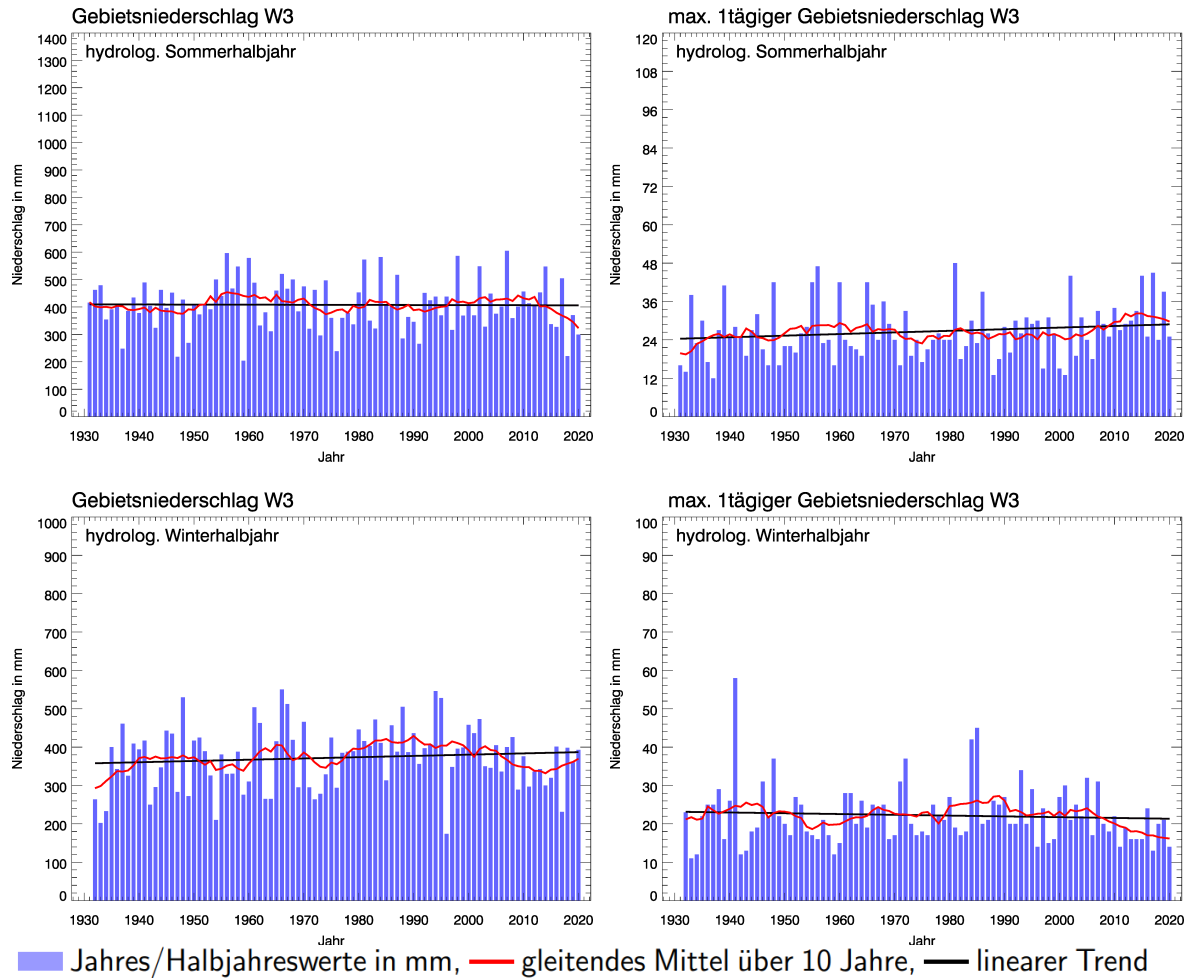 Gebietsniederschlag W3
hydrolog. Sommerhalbjahr
Niederschlag in mm
1400
1300
1200
1100
1000
900
800
700
600
500
400
300
200
100
0
1930 1940 1950 1960 1970 1980 1990 2000 2010 2020
Jahr
max. 1tägiger Gebietsniederschlag W3
hydrolog. Sommerhalbjahr
Niederschlag in mm
120
108
96
84
72
60
48
36
24
12
0
1930 1940 1950 1960 1970 1980 1990 2000 2010 2020
Jahr
Gebietsniederschlag W3
hydrolog. Winterhalbjahr
Niederschlag in mm
1000
900
800
700
600
500
400
300
200
100
0
1930 1940 1950 1960 1970 1980 1990 2000 2010 2020
Jahr
max. 1tägiger Gebietsniederschlag W3
hydrolog. Winterhalbjahr
Niederschlag in mm
100
90
80
70
60
50
40
30
20
10
0
1930 1940 1950 1960 1970 1980 1990 2000 2010 2020
Jahr
Jahres/Halbjahreswerte in mm, gleitendes Mittel über 10 Jahre, linearer Trend